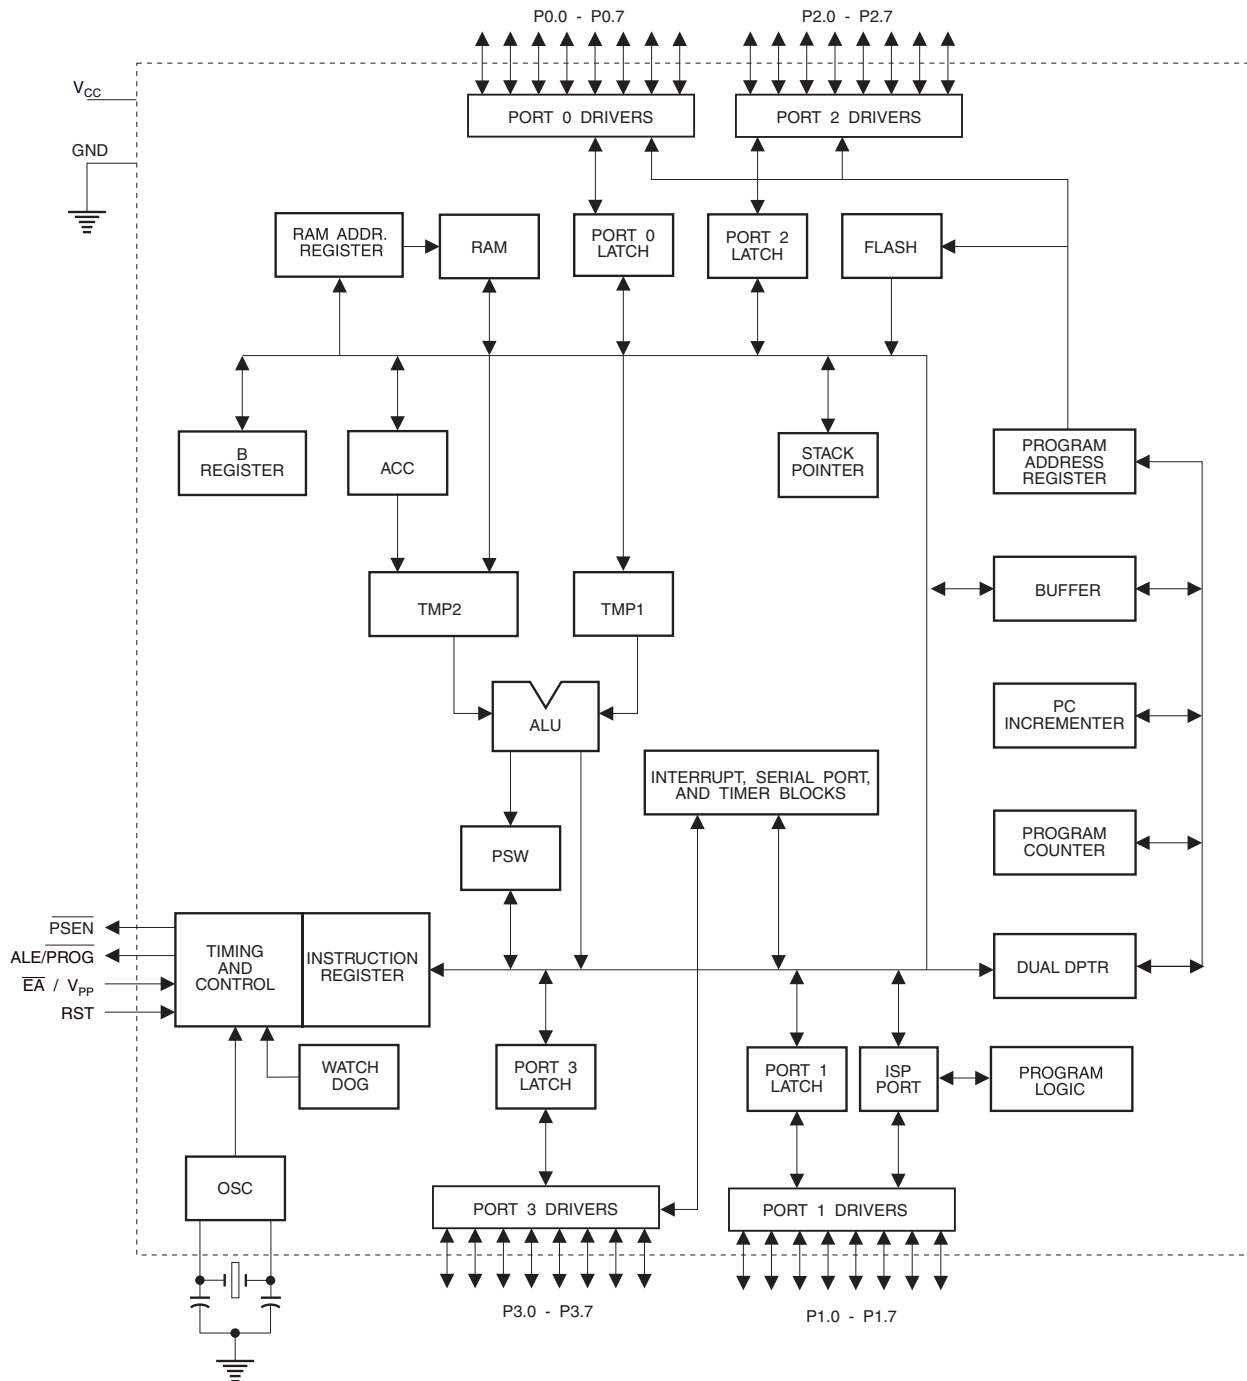 P0.0 - P0.7
P2.0 - P2.7
VCC
PORT 0 DRIVERS
PORT 2 DRIVERS
GND
RAM ADDR.
REGISTER
RAM
PORT 0
LATCH
PORT 2
LATCH
FLASH
B
REGISTER
ACC
STACK
POINTER
PROGRAM
ADDRESS
REGISTER
TMP2
TMP1
BUFFER
ALU
PC
INCREMENTER
INTERRUPT, SERIAL PORT,
AND TIMER BLOCKS
PSW
PROGRAM
COUNTER
PSEN
ALE/PROG
EA / VPP
RST
TIMING
AND
CONTROL
INSTRUCTION
REGISTER
DUAL DPTR
WATCH
DOG
PORT 3
LATCH
PORT 1
LATCH
ISP
PORT
PROGRAM
LOGIC
OSC
PORT 3 DRIVERS
PORT 1 DRIVERS
P3.0 - P3.7
P1.0 - P1.7